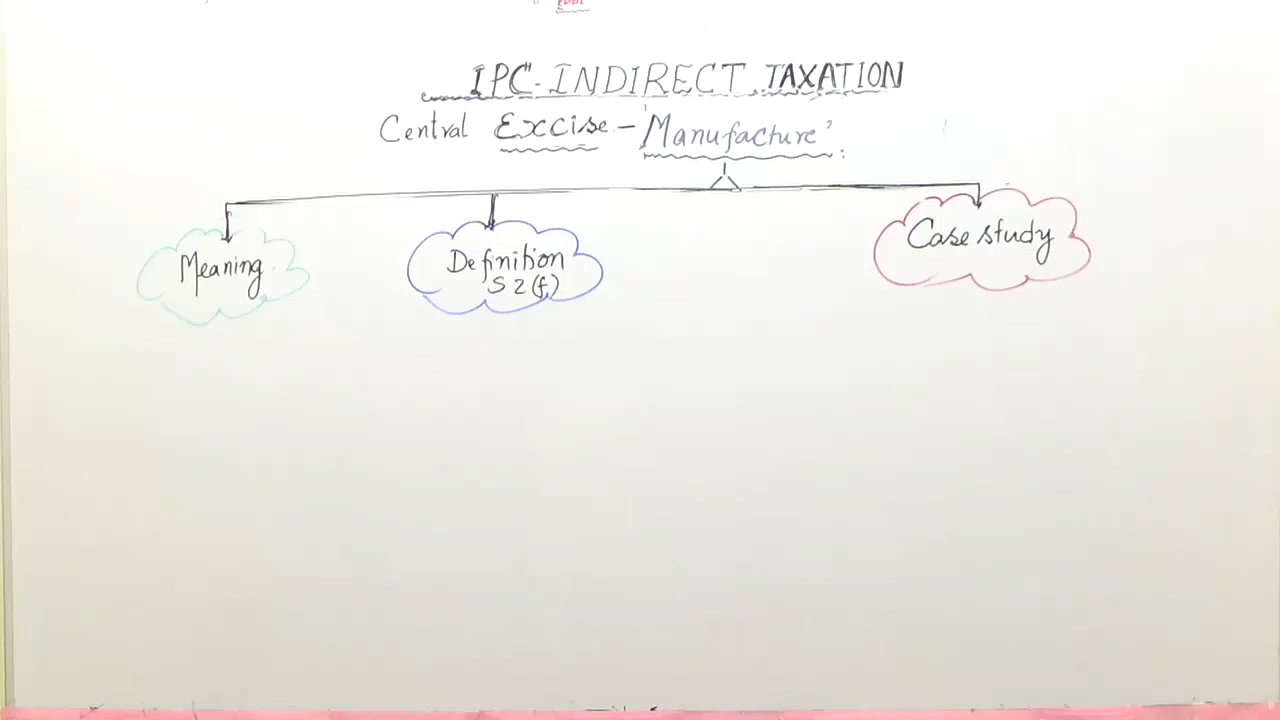 IPC-INDIRECT TAXATION
Central Excise - 'Manufacture':
Meaning
Definition
S 2(f)
Case study